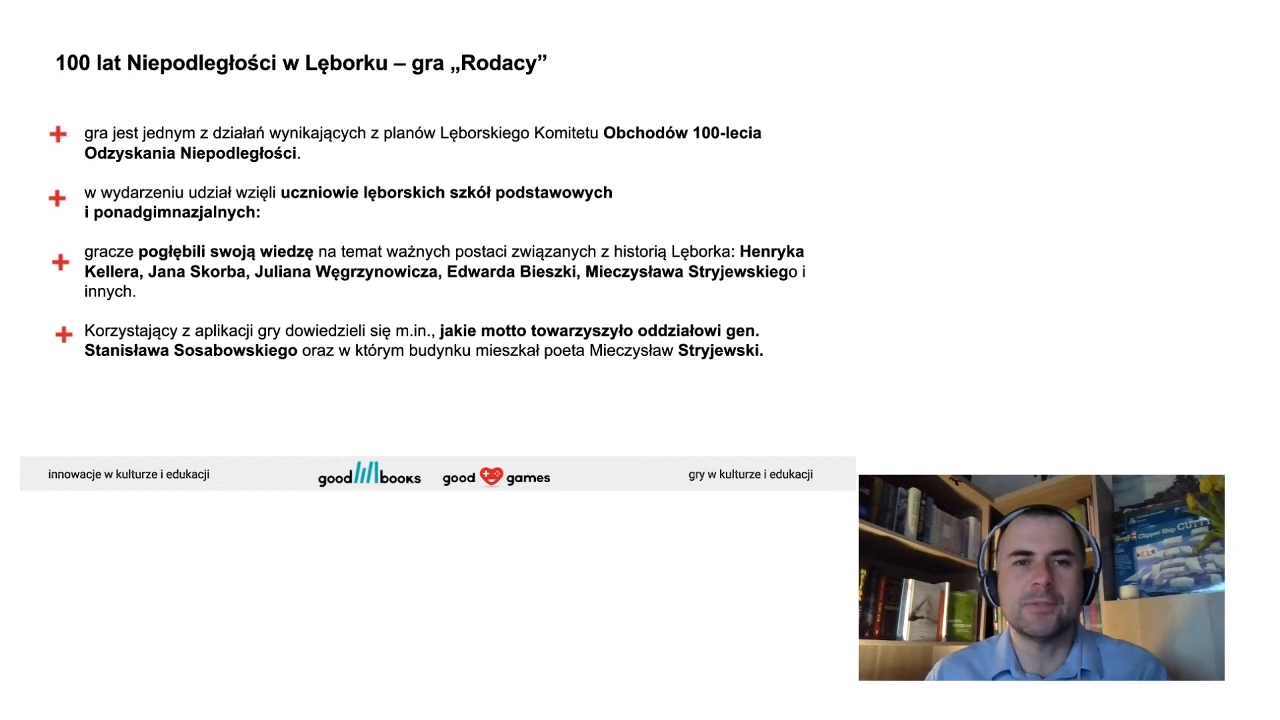 100 lat Niepodległości w Lęborku – gra „Rodacy”
gra jest jednym z działań wynikających z planów Lęborskiego Komitetu Obchodów 100-lecia
Odzyskania Niepodległości.
w wydarzeniu udział wzięli uczniowie lęborskich szkół podstawowych
i ponadgimnazjalnych:
gracze pogłębili swoją wiedzę na temat ważnych postaci związanych z historią Lęborka: Henryka
Kellera, Jana Skorba, Juliana Węgrzynowicza, Edwarda Bieszki, Mieczysława Stryjewskiego i
innych.
Korzystający z aplikacji gry dowiedzieli się m.in., jakie motto towarzyszyło oddziałowi gen.
Stanisława Sosabowskiego oraz w którym budynku mieszkał poeta Mieczysław Stryjewski.
innowacje w kulturze i edukacji
good books
good games
gry w kulturze i edukacji
Clipper Ship CUTTY